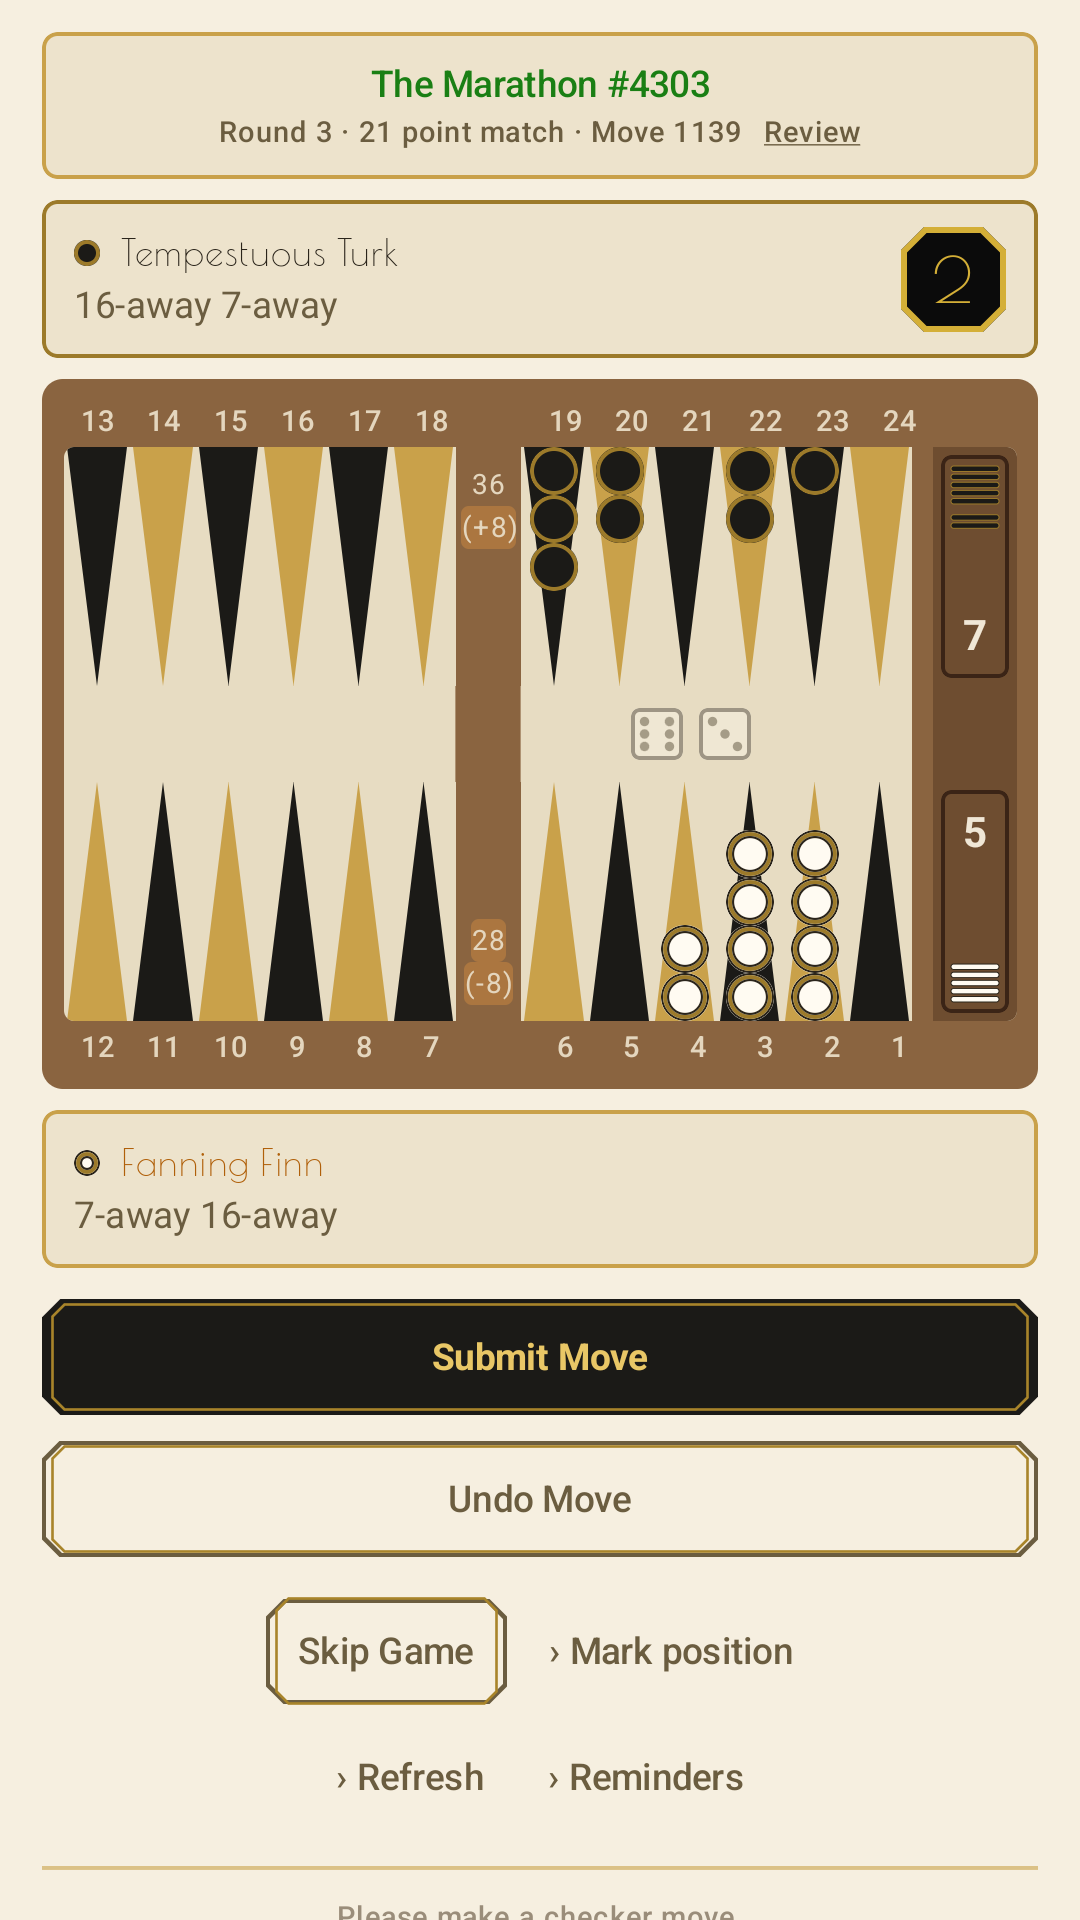 The Marathon #4303
Round 3 · 21 point match · Move 1139 Review
Tempestuous Turk
16-away 7-away
2
13 14 15 16 17 18 19 20 21 22 23 24
36
(+8)
7
5
28
(-8)
12 11 10 9 8 7 6 5 4 3 2 1
Fanning Finn
7-away 16-away
Submit Move
Undo Move
Skip Game › Mark position
› Refresh › Reminders
Please make a checker move